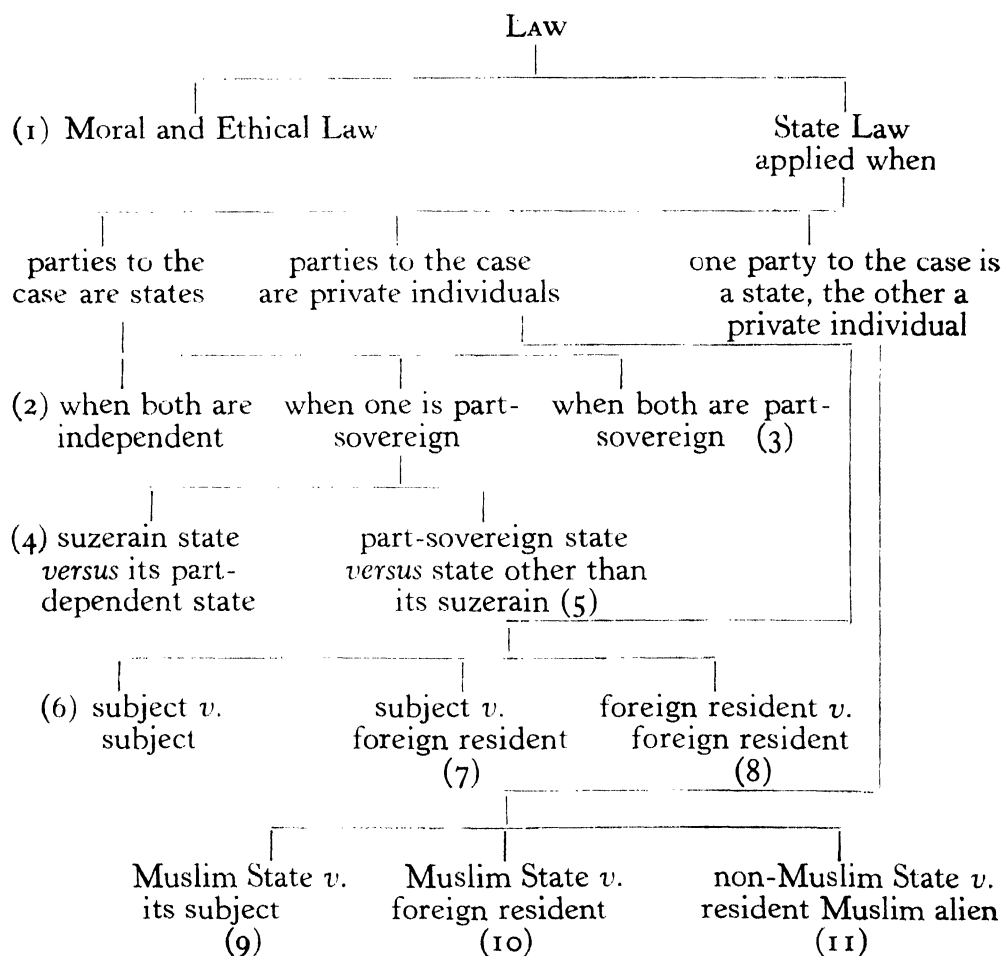 LAW
(1) Moral and Ethical Law State Law
applied when
parties to the parties to the case one party to the case is
case are states are private individuals a state, the other a
private individual
(2) when both are when one is part- when both are part-
independent sovereign sovereign (3)
(4) suzerain state part-sovereign state
versus its part- versus state other than
dependent state its suzerain (5)
(6) subject v. subject v. foreign resident v.
subject foreign resident foreign resident
(7) (8)
Muslim State v. Muslim State v. non-Muslim State v.
its subject foreign resident resident Muslim alien
(9) (10) (11)